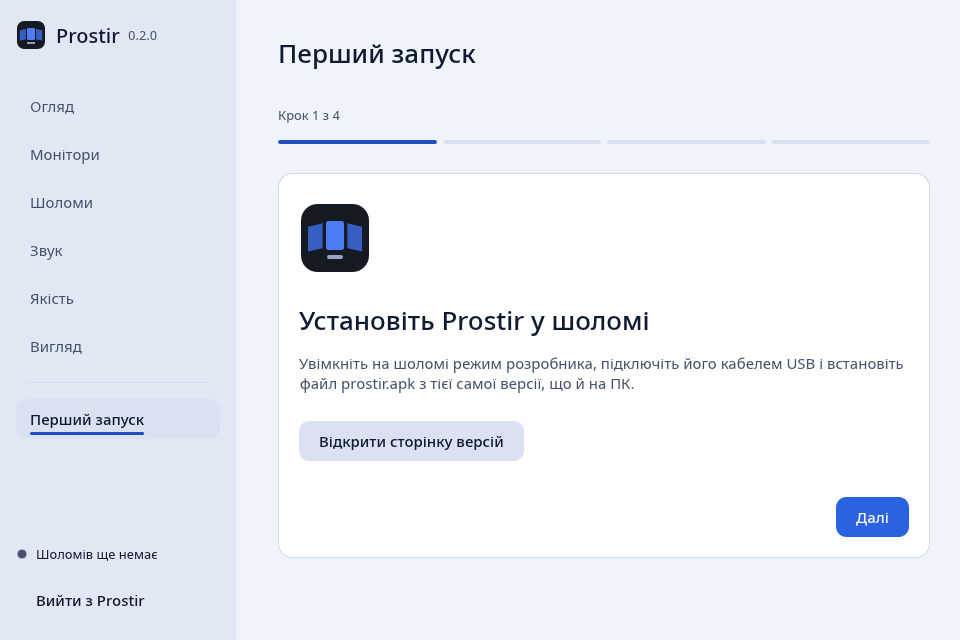 Prostir 0.2.0
Огляд
Монітори
Шоломи
Звук
Якість
Вигляд
Перший запуск
Шоломів ще немає
Вийти з Prostir
Перший запуск
Крок 1 з 4
Установіть Prostir у шоломі
Увімкніть на шоломі режим розробника, підключіть його кабелем USB і встановіть
файл prostir.apk з тієї самої версії, що й на ПК.
Відкрити сторінку версій
Далі